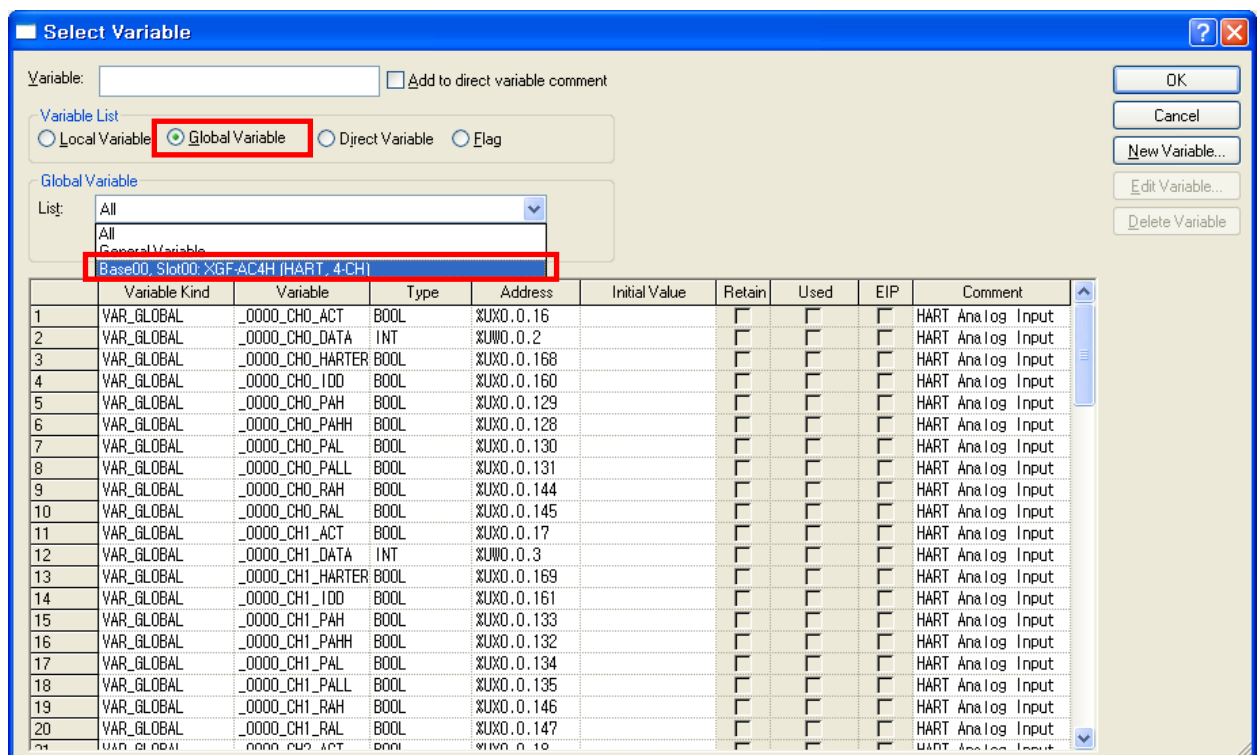 Select Variable
Variable: Add to direct variable comment OK
Variable List Cancel
Local Variable Global Variable Direct Variable Flag New Variable...
Global Variable Edit Variable...
List: All Delete Variable
All
General Variable
Base00, Slot00: XGF-AC4H (HART, 4-CH)
Variable Kind Variable Type Address Initial Value Retain Used EIP Comment
1 VAR_GLOBAL _0000_CH0_ACT BOOL %UX0.0.16 HART Analog Input
2 VAR_GLOBAL _0000_CH0_DATA INT %UW0.0.2 HART Analog Input
3 VAR_GLOBAL _0000_CH0_HARTER BOOL %UX0.0.168 HART Analog Input
4 VAR_GLOBAL _0000_CH0_IDD BOOL %UX0.0.160 HART Analog Input
5 VAR_GLOBAL _0000_CH0_PAH BOOL %UX0.0.129 HART Analog Input
6 VAR_GLOBAL _0000_CH0_PAHH BOOL %UX0.0.128 HART Analog Input
7 VAR_GLOBAL _0000_CH0_PAL BOOL %UX0.0.130 HART Analog Input
8 VAR_GLOBAL _0000_CH0_PALL BOOL %UX0.0.131 HART Analog Input
9 VAR_GLOBAL _0000_CH0_RAH BOOL %UX0.0.144 HART Analog Input
10 VAR_GLOBAL _0000_CH0_RAL BOOL %UX0.0.145 HART Analog Input
11 VAR_GLOBAL _0000_CH1_ACT BOOL %UX0.0.17 HART Analog Input
12 VAR_GLOBAL _0000_CH1_DATA INT %UW0.0.3 HART Analog Input
13 VAR_GLOBAL _0000_CH1_HARTER BOOL %UX0.0.169 HART Analog Input
14 VAR_GLOBAL _0000_CH1_IDD BOOL %UX0.0.161 HART Analog Input
15 VAR_GLOBAL _0000_CH1_PAH BOOL %UX0.0.133 HART Analog Input
16 VAR_GLOBAL _0000_CH1_PAHH BOOL %UX0.0.132 HART Analog Input
17 VAR_GLOBAL _0000_CH1_PAL BOOL %UX0.0.134 HART Analog Input
18 VAR_GLOBAL _0000_CH1_PALL BOOL %UX0.0.135 HART Analog Input
19 VAR_GLOBAL _0000_CH1_RAH BOOL %UX0.0.146 HART Analog Input
20 VAR_GLOBAL _0000_CH1_RAL BOOL %UX0.0.147 HART Analog Input
21 VAR_GLOBAL _0000_CH2_ACT BOOL %UX0.0.18 HART Analog Input